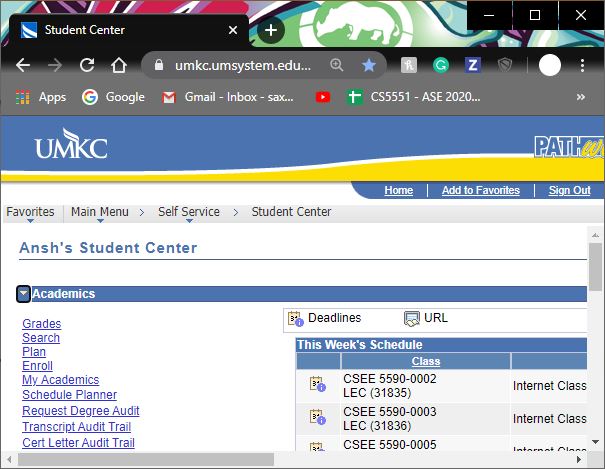 Student Center
umkc.umsystem.edu...
Apps
Google
Gmail - Inbox - sax...
CS5551 - ASE 2020...
»
UMKC
PATHway
Home | Add to Favorites | Sign Out
Favorites Main Menu > Self Service > Student Center
Ansh's Student Center
Academics
Grades
Search
Plan
Enroll
My Academics
Schedule Planner
Request Degree Audit
Transcript Audit Trail
Cert Letter Audit Trail
Deadlines
URL
This Week's Schedule
Class
CSEE 5590-0002
LEC (31835)
Internet Class
CSEE 5590-0003
LEC (31836)
Internet Class
CSEE 5590-0005